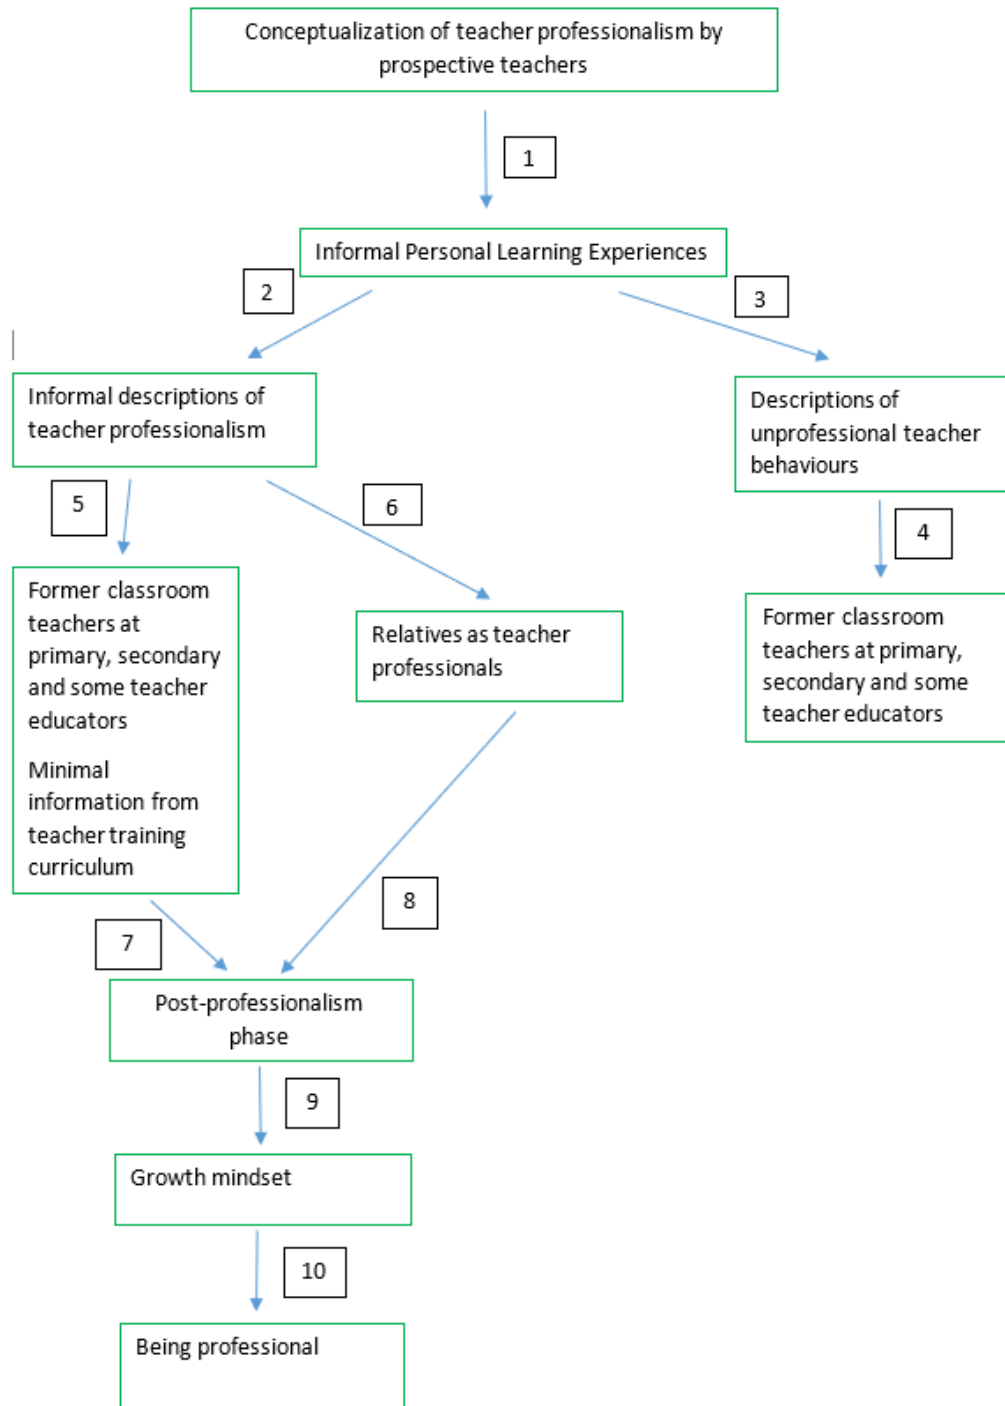 Conceptualization of teacher professionalism by
prospective teachers
1
Informal Personal Learning Experiences
2
3
Informal descriptions of
teacher professionalism
Descriptions of
unprofessional teacher
behaviours
5
6
4
Former classroom
teachers at
primary, secondary
and some teacher
educators
Minimal
information from
teacher training
curriculum
Relatives as teacher
professionals
Former classroom
teachers at primary,
secondary and some
teacher educators
7
8
Post-professionalism
phase
9
Growth mindset
10
Being professional